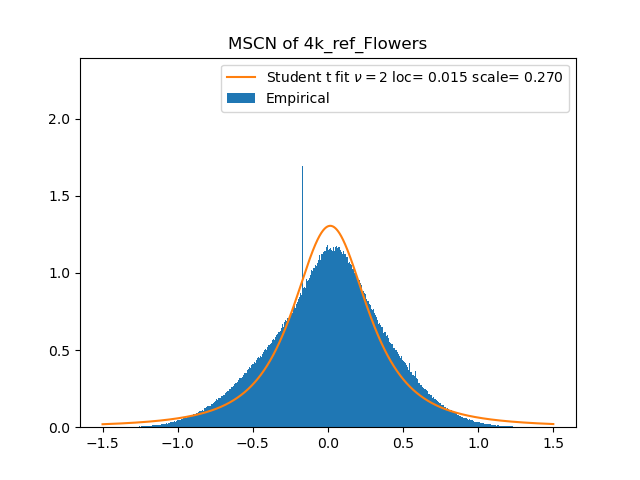 MSCN of 4k_ref_Flowers
Student t fit ν = 2 loc= 0.015 scale= 0.270
Empirical
2.0
1.5
1.0
0.5
0.0
−1.5 −1.0 −0.5 0.0 0.5 1.0 1.5